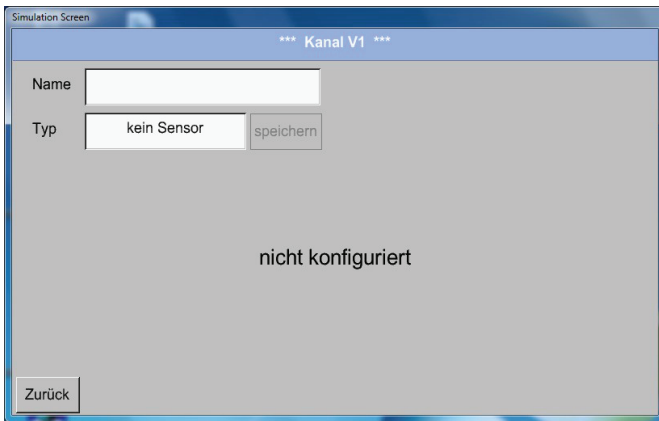 Simulation Screen
*** Kanal V1 ***
Name
Typ kein Sensor speichern
nicht konfiguriert
Zurück